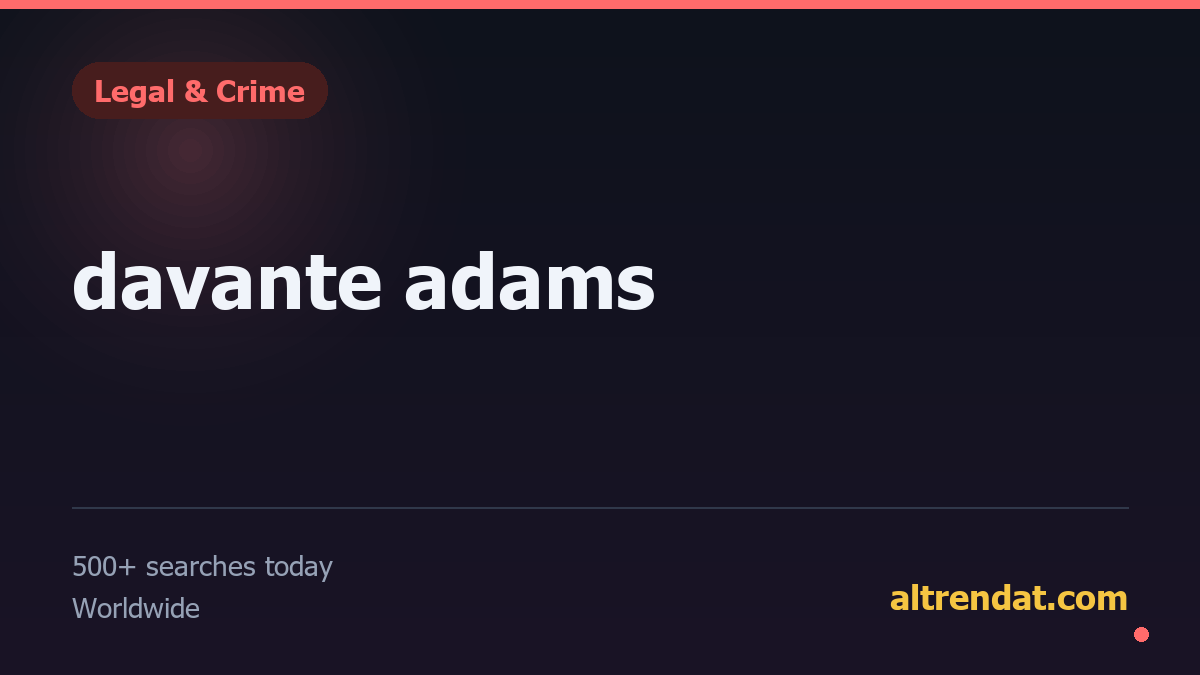 Legal & Crime
davante adams
500+ searches today
Worldwide
altrendat.com